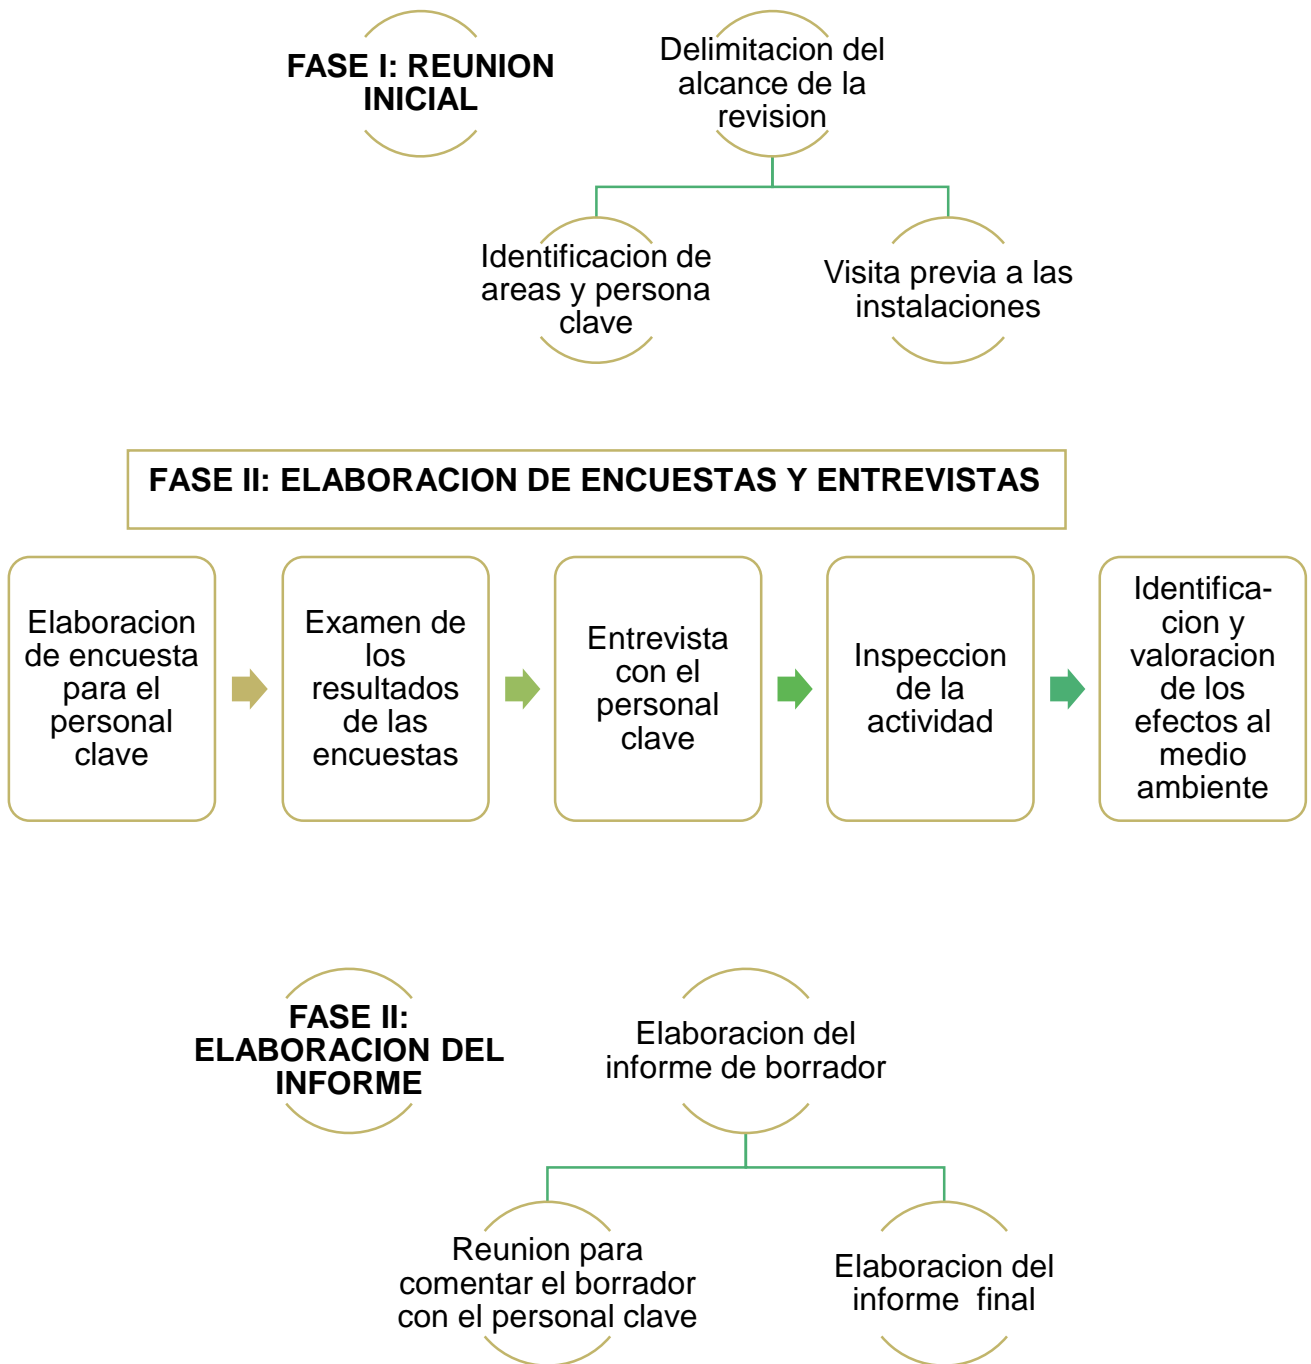 FASE I: REUNION
INICIAL
Delimitacion del
alcance de la
revision
Identificacion de
areas y persona
clave
Visita previa a las
instalaciones
FASE II: ELABORACION DE ENCUESTAS Y ENTREVISTAS
Elaboracion
de encuesta
para el
personal
clave
Examen de
los
resultados
de las
encuestas
Entrevista
con el
personal
clave
Inspeccion
de la
actividad
Identifica-
cion y
valoracion
de los
efectos al
medio
ambiente
FASE II:
ELABORACION DEL
INFORME
Elaboracion del
informe de borrador
Reunion para
comentar el borrador
con el personal clave
Elaboracion del
informe final